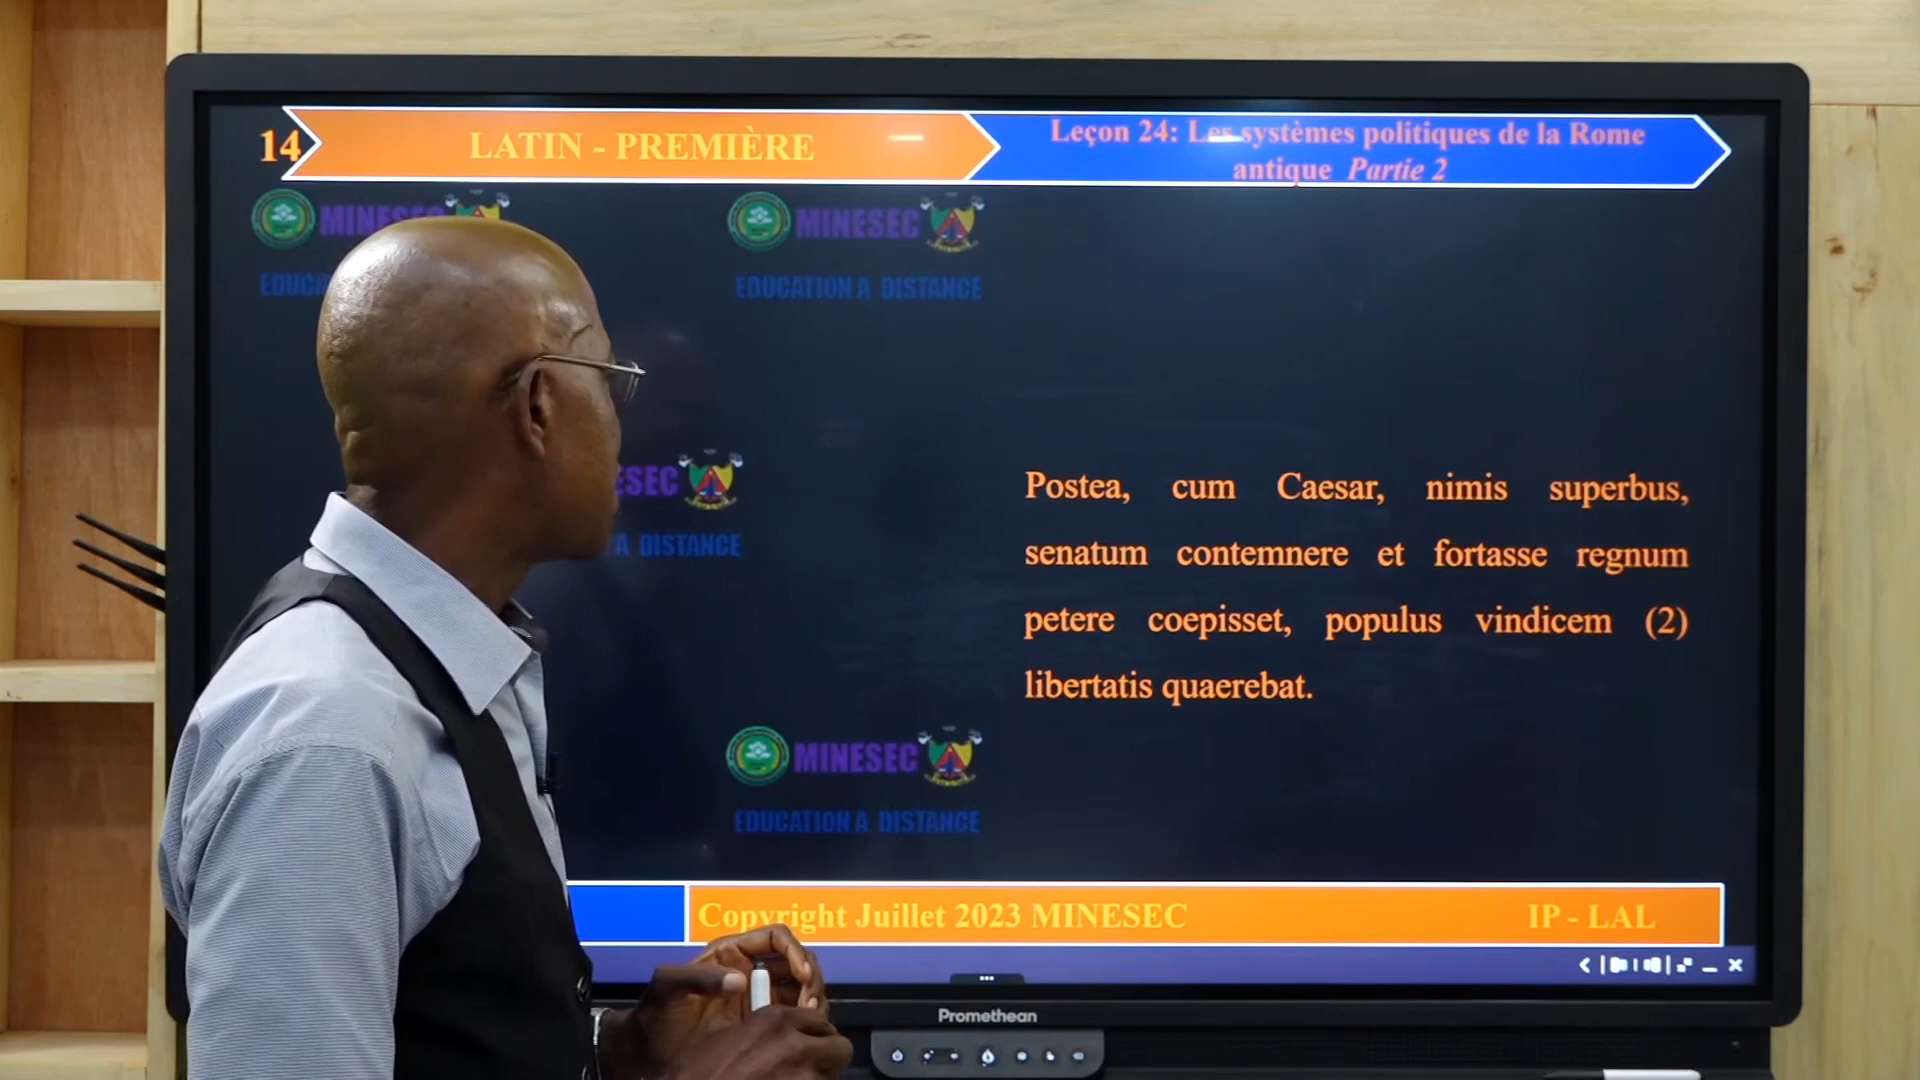 14
LATIN - PREMIÈRE
Leçon 24: Les systèmes politiques de la Rome
antique Partie 2
MINESEC
MINESEC
EDUCATION A DISTANCE
Postea, cum Caesar, nimis superbus,
senatum contemnere et fortasse regnum
petere coepisset, populus vindicem (2)
libertatis quaerebat.
A DISTANCE
MINESEC
EDUCATION A DISTANCE
Copyright Juillet 2023 MINESEC
IP - LAL
Promethean